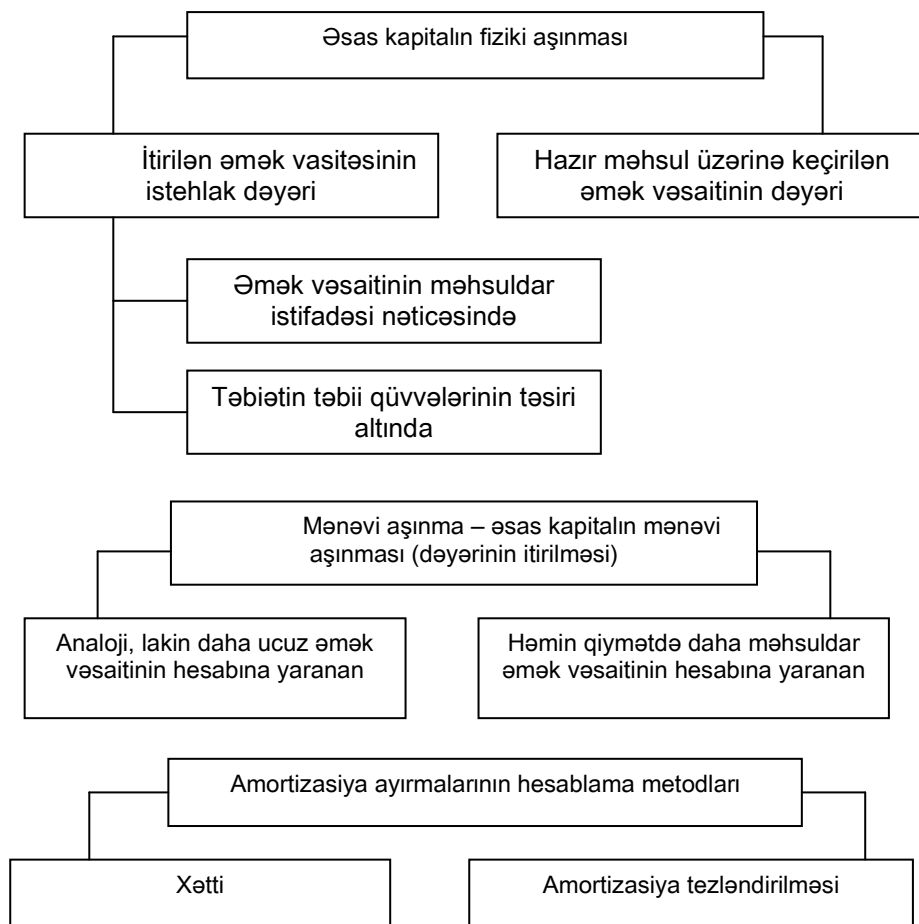 Əsas kapitalın fiziki aşınması
İtirilən əmək vasitəsinin
istehlak dəyəri
Hazır məhsul üzərinə keçirilən
əmək vəsaitinin dəyəri
Əmək vəsaitinin məhsuldar
istifadəsi nəticəsində
Təbiətin təbii qüvvələrinin təsiri
altında
Mənəvi aşınma – əsas kapitalın mənəvi
aşınması (dəyərinin itirilməsi)
Analoji, lakin daha ucuz əmək
vəsaitinin hesabına yaranan
Həmin qiymətdə daha məhsuldar
əmək vəsaitinin hesabına yaranan
Amortizasiya ayırmalarının hesablama metodları
Xətti
Amortizasiya tezləndirilməsi